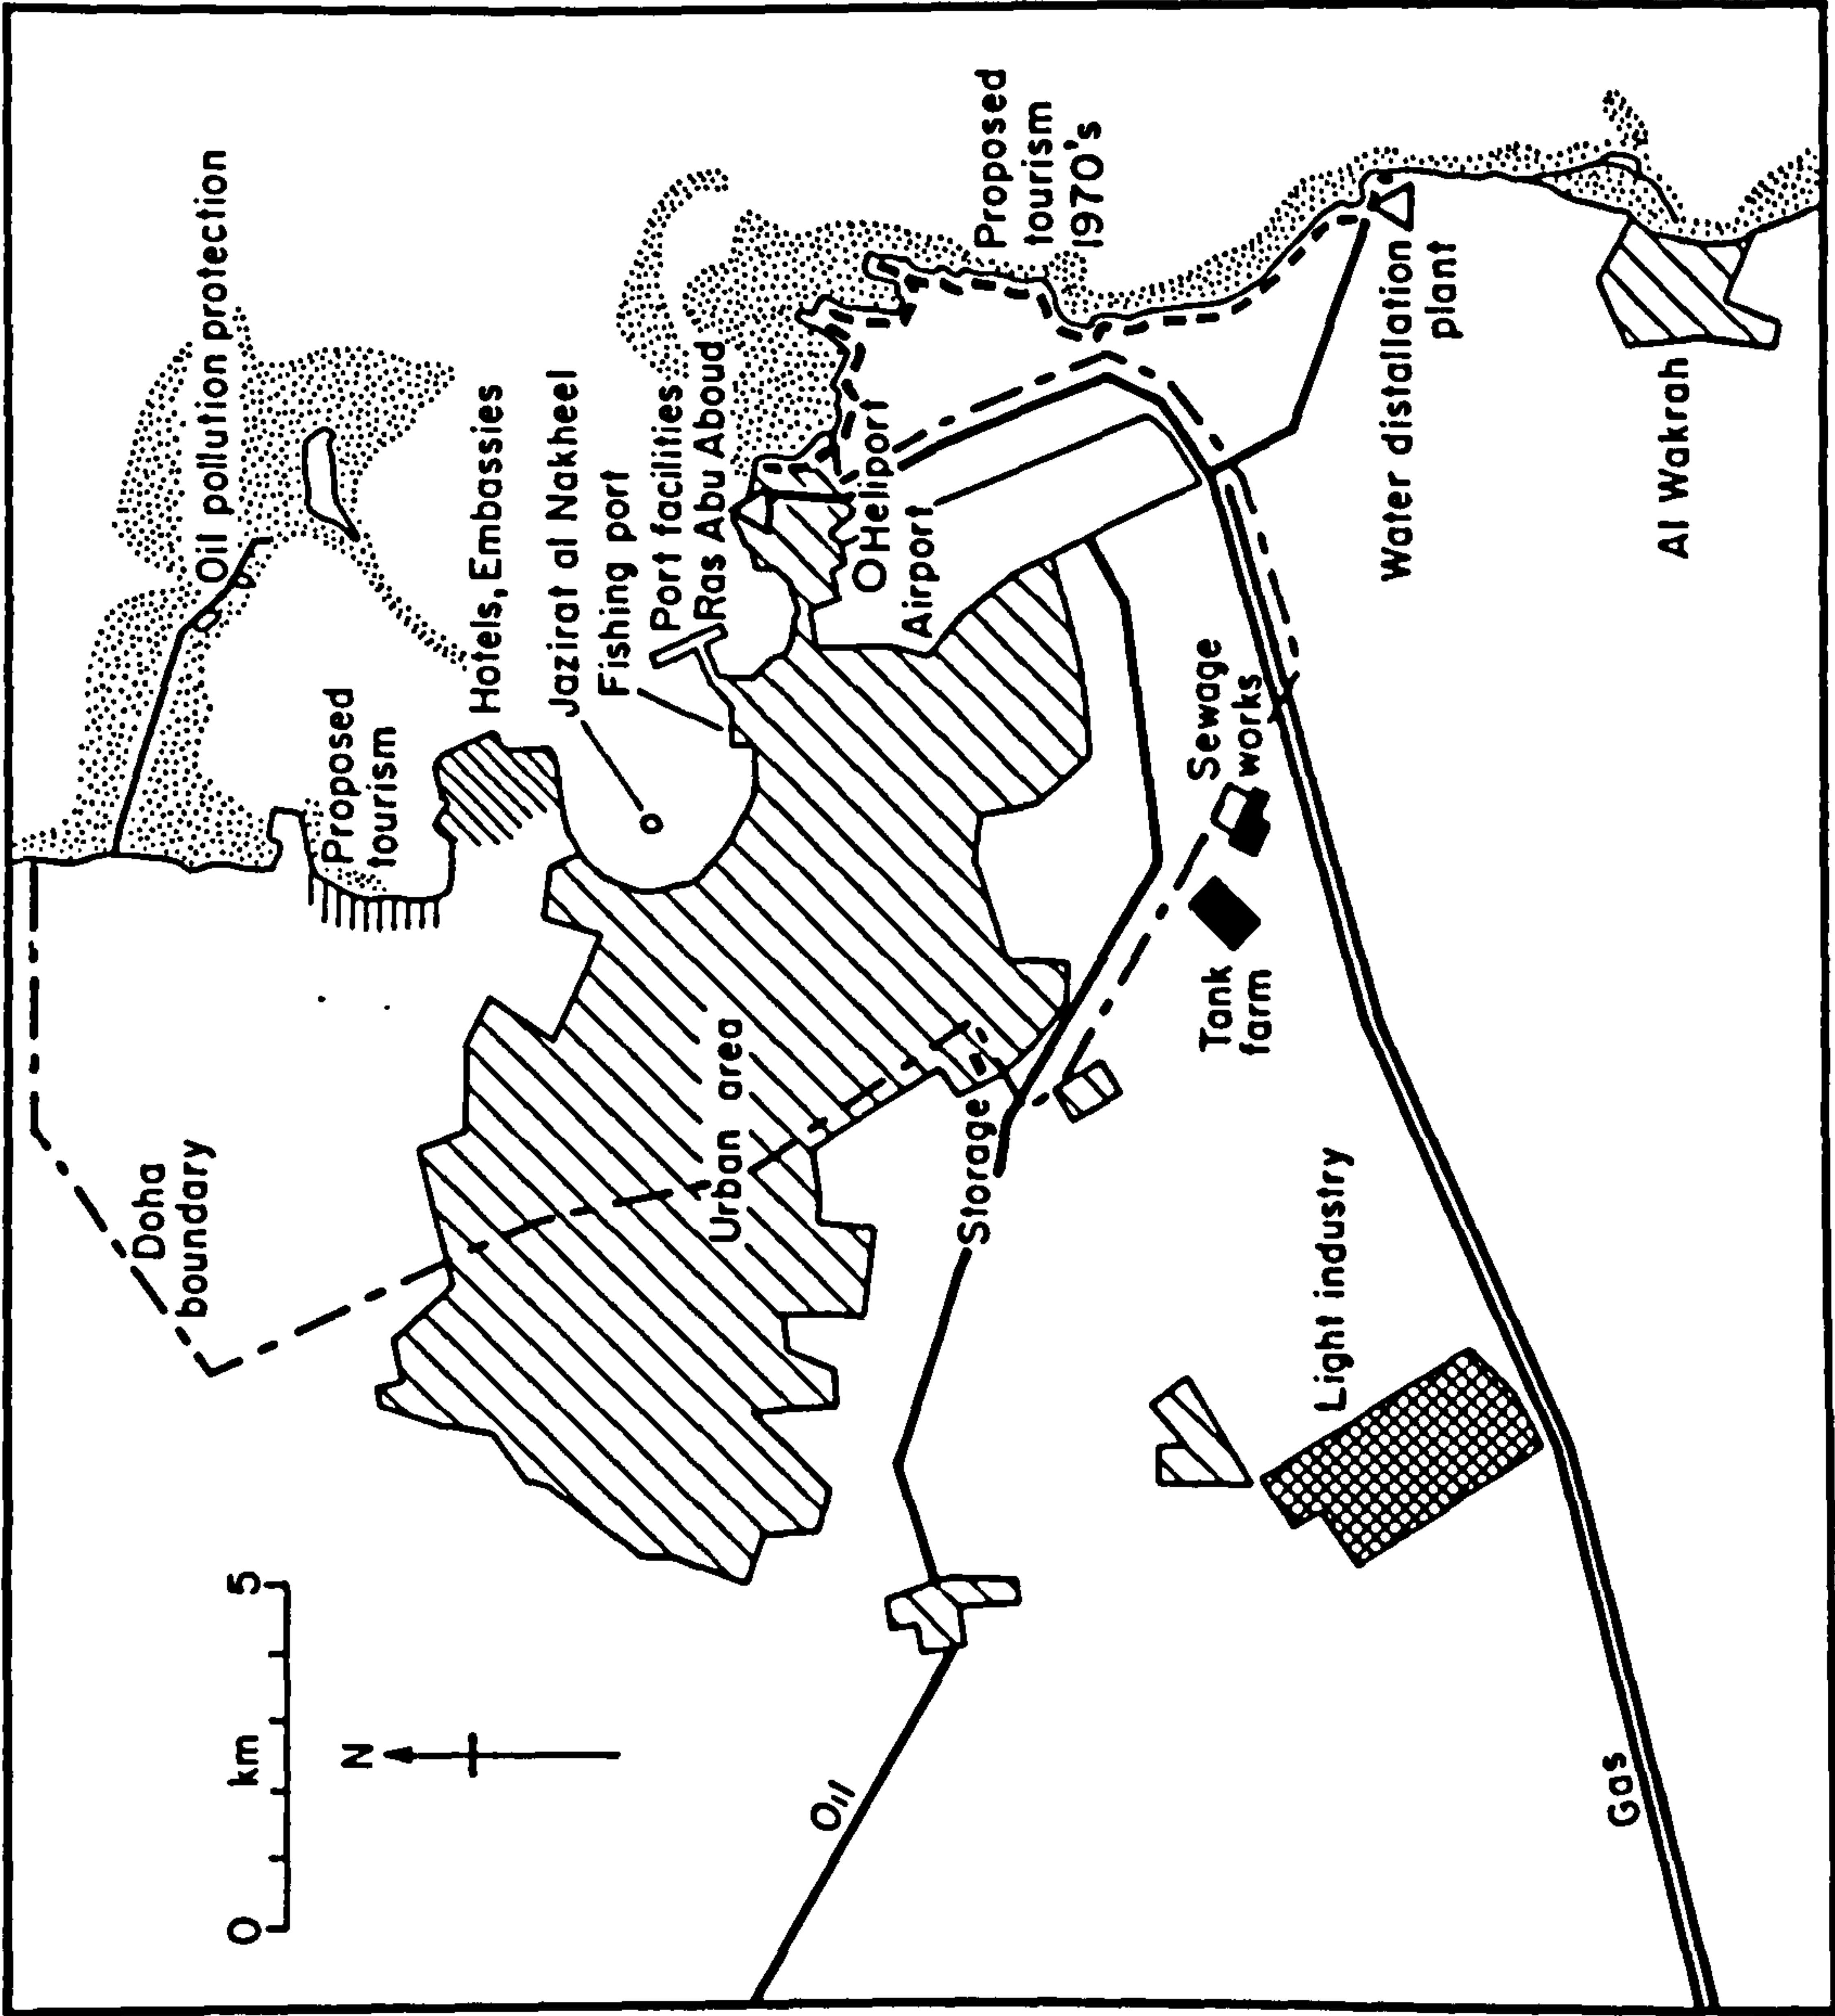 Oil pollution protection
Doha
boundary
Proposed
tourism
0 km 5
N
Hotels, Embassies
Jazirat al Nakheel
Fishing port
Port facilities
Ras Abu Aboud
Urban area
Oil
O Heliport
Airport
Storage
Proposed
tourism
1970's
Sewage
works
Tank
farm
Light industry
Water distallation
plant
Gas
Al Wakrah